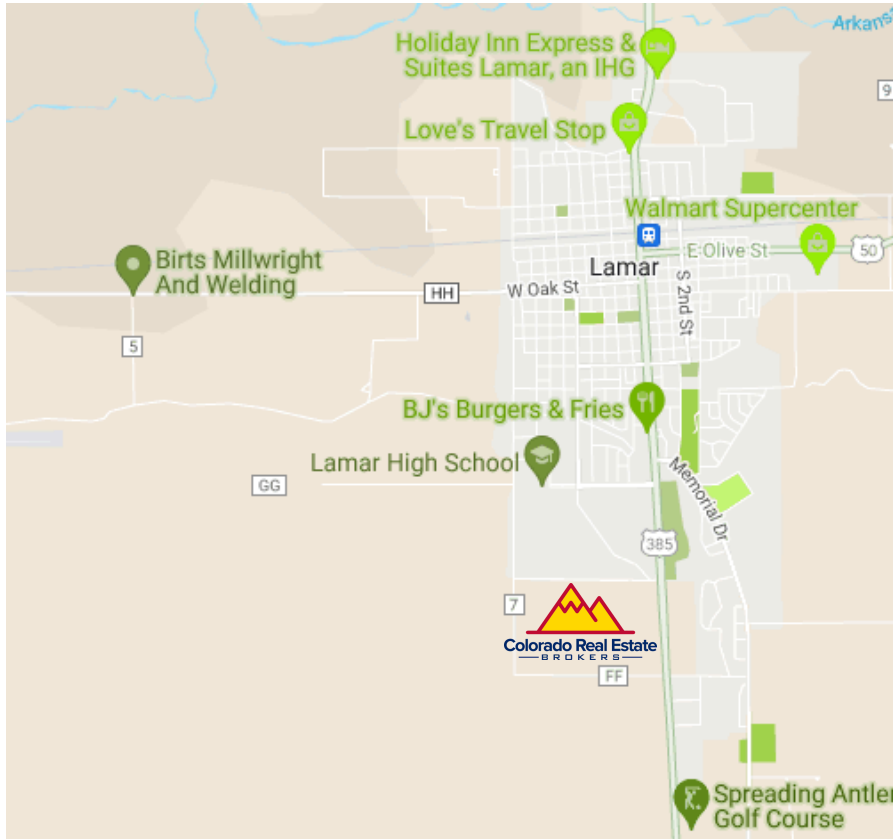 Arkans
Holiday Inn Express &
Suites Lamar, an IHG
9
Love's Travel Stop
Walmart Supercenter
E Olive St
50
Birts Millwright
And Welding
Lamar
S 2nd St
HH
W Oak St
5
BJ's Burgers & Fries
Lamar High School
GG
Memorial Dr
385
7
Colorado Real Estate
BROKERS
FF
Spreading Antler
Golf Course